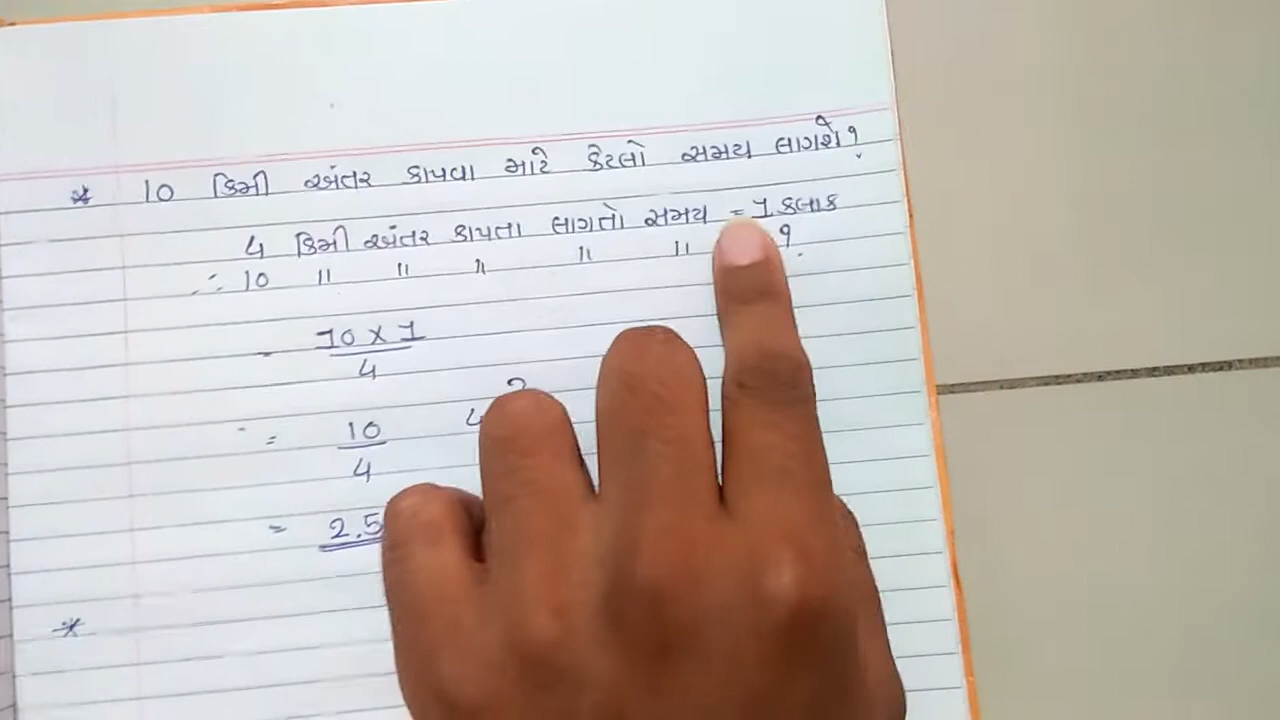 * 10 કિમી અંતર કાપવા માટે કેટલો સમય લાગશે?
4 કિમી અંતર કાપતા લાગતો સમય = 1 કલાક
∴ 10 " " " " " ?
= 10 x 1
4
= 10
4
= 2.5
*